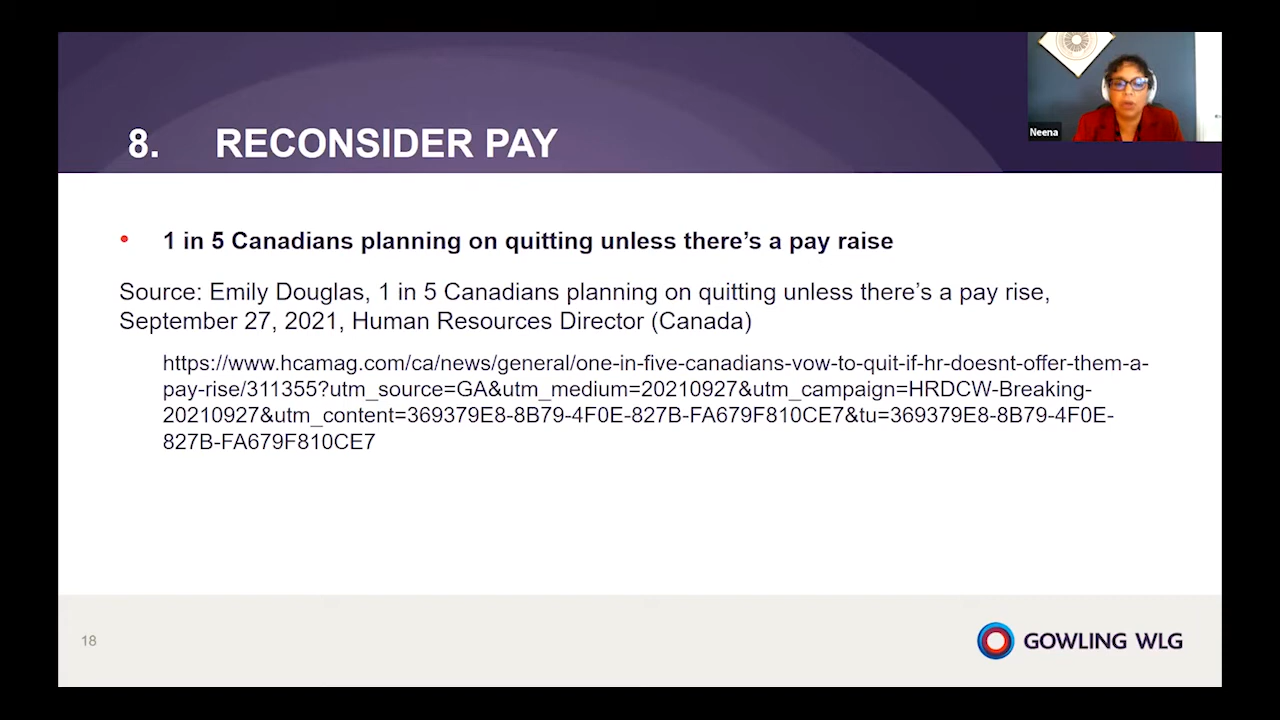 Neena
8. RECONSIDER PAY
• 1 in 5 Canadians planning on quitting unless there’s a pay raise
Source: Emily Douglas, 1 in 5 Canadians planning on quitting unless there’s a pay rise,
September 27, 2021, Human Resources Director (Canada)
https://www.hcamag.com/ca/news/general/one-in-five-canadians-vow-to-quit-if-hr-doesnt-offer-them-a-
pay-rise/311355?utm_source=GA&utm_medium=20210927&utm_campaign=HRDCW-Breaking-
20210927&utm_content=369379E8-8B79-4F0E-827B-FA679F810CE7&tu=369379E8-8B79-4F0E-
827B-FA679F810CE7
18
GOWLING WLG